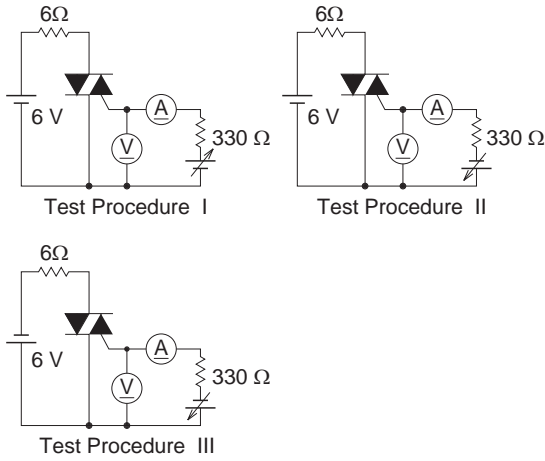 6Ω
6 V
V
A
330 Ω
Test Procedure I
6Ω
6 V
V
A
330 Ω
Test Procedure II
6Ω
6 V
V
A
330 Ω
Test Procedure III